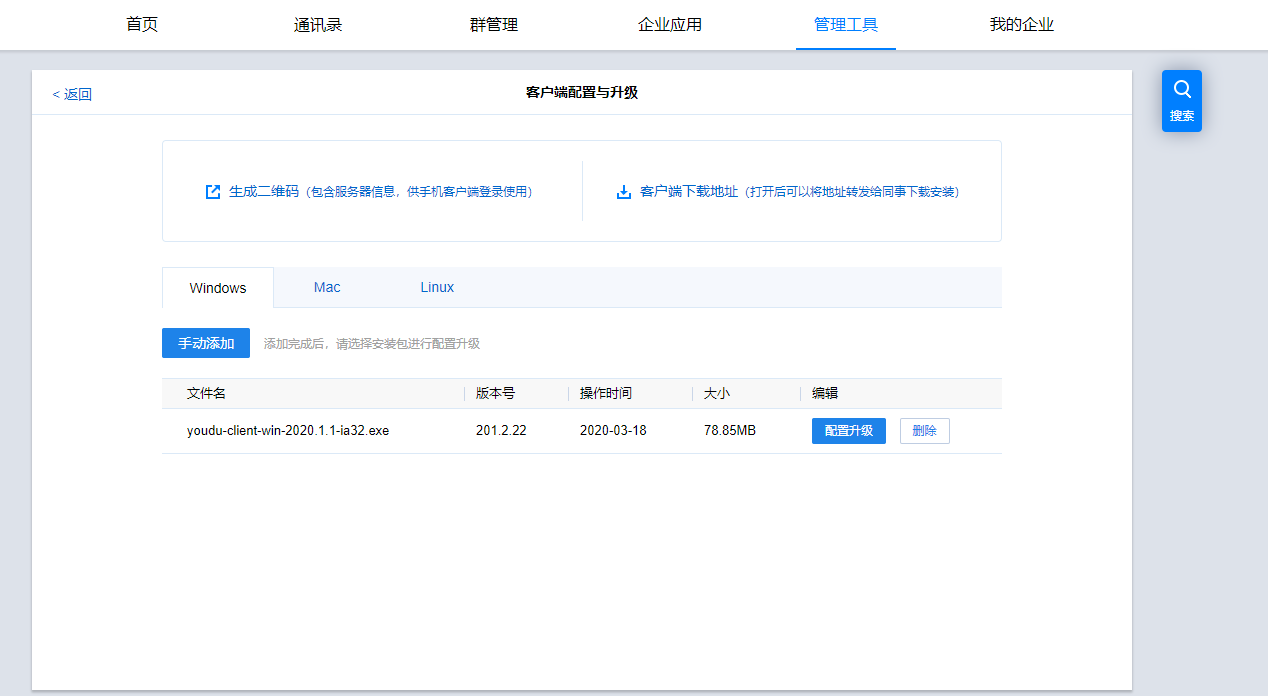 首页 通讯录 群管理 企业应用 管理工具 我的企业
搜索
< 返回 客户端配置与升级
生成二维码（包含服务器信息，供手机客户端登录使用） 客户端下载地址（打开后可以将地址转发给同事下载安装）
Windows Mac Linux
手动添加 添加完成后，请选择安装包进行配置升级
文件名 版本号 操作时间 大小 编辑
youdu-client-win-2020.1.1-ia32.exe 201.2.22 2020-03-18 78.85MB 配置升级 删除